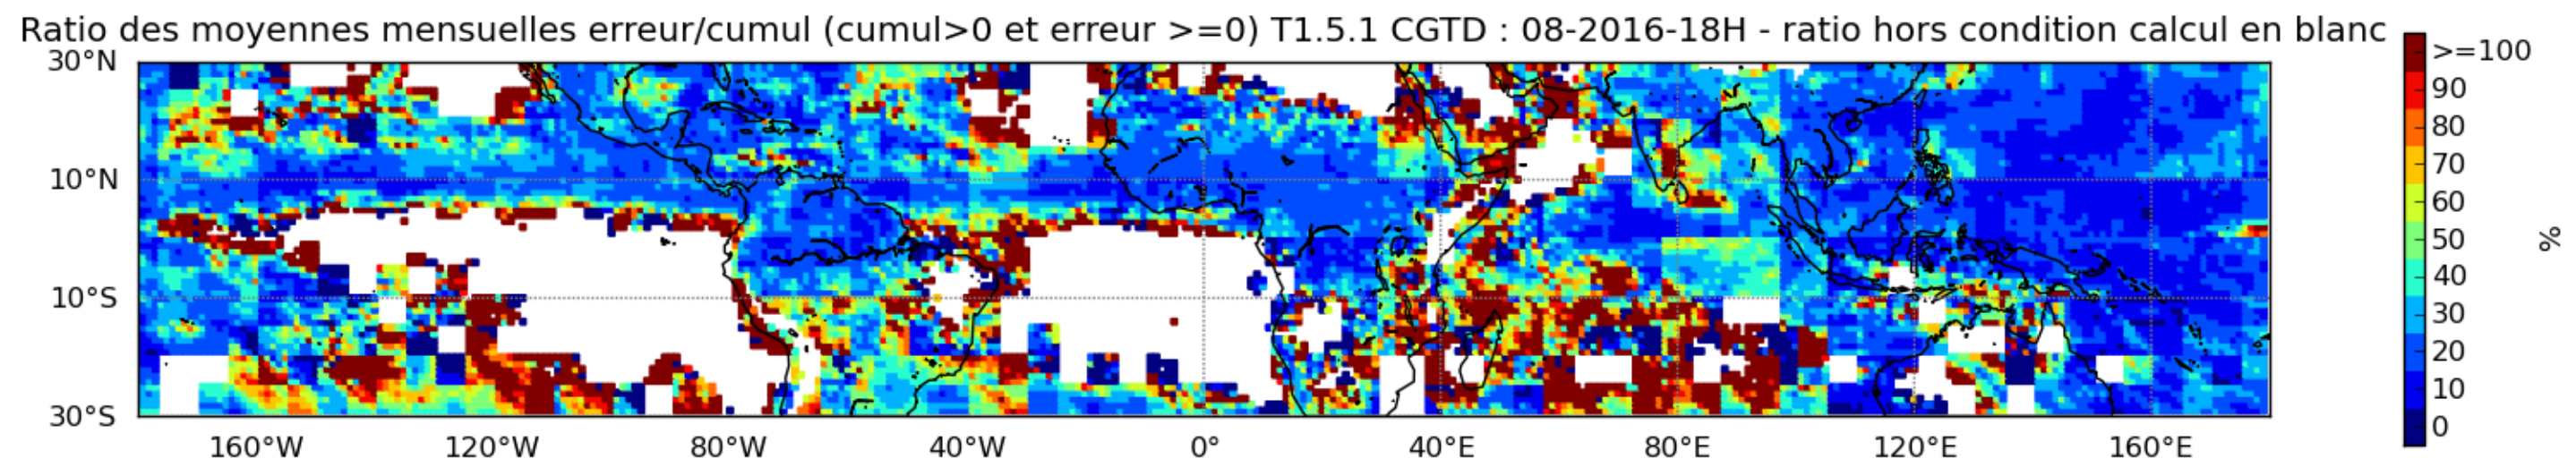 Ratio des moyennes mensuelles erreur/cumul (cumul>0 et erreur >=0) T1.5.1 CGTD : 08-2016-18H - ratio hors condition calcul en blanc
30°N
10°N
10°S
30°S
160°W
120°W
80°W
40°W
0°
40°E
80°E
120°E
160°E
>=100
90
80
70
60
50
40
30
20
10
0
%